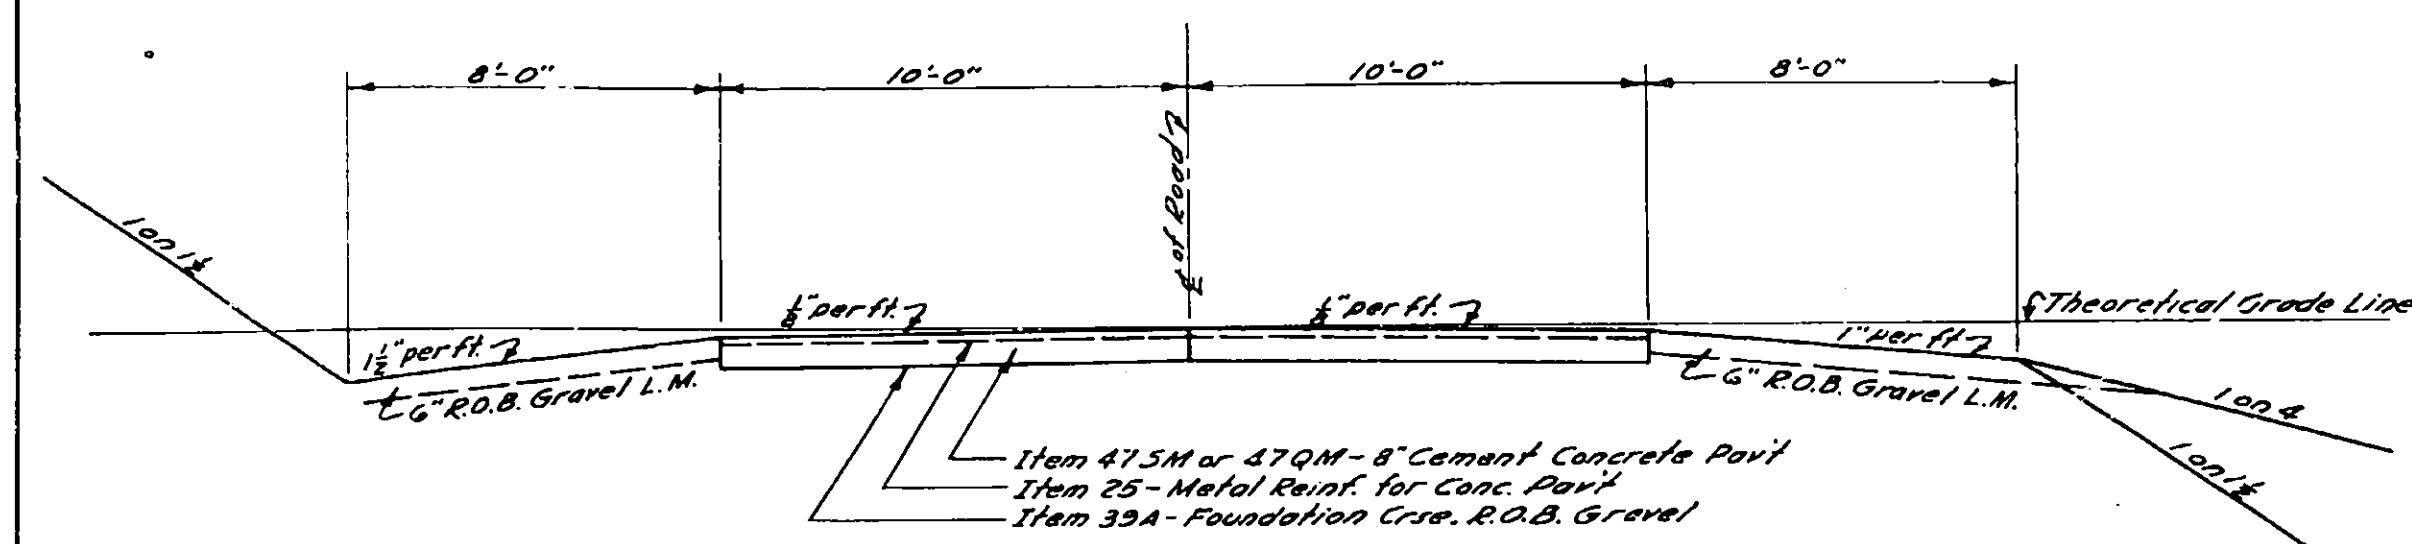 8'-0"
10'-0"
10'-0"
8'-0"
℄ of Road
1 on 1½
⅛" per ft.
⅛" per ft.
Theoretical Grade Line
1½" per ft.
1" per ft.
6" R.O.B. Gravel L.M.
6" R.O.B. Gravel L.M.
1 on 4
1 on 1½
Item 47SM or 47QM - 8" Cement Concrete Pav't
Item 25 - Metal Reinf. for Conc. Pav't
Item 39A - Foundation Crse. R.O.B. Gravel